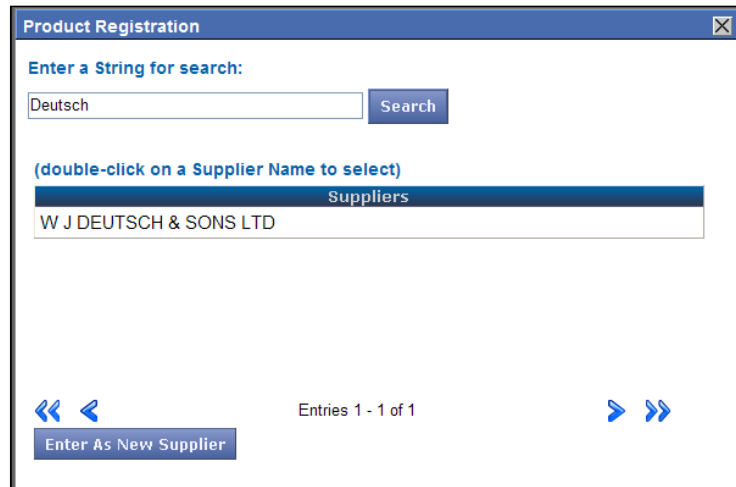 Product Registration
Enter a String for search:
Deutsch Search
(double-click on a Supplier Name to select)
Suppliers
W J DEUTSCH & SONS LTD
Entries 1 - 1 of 1
Enter As New Supplier